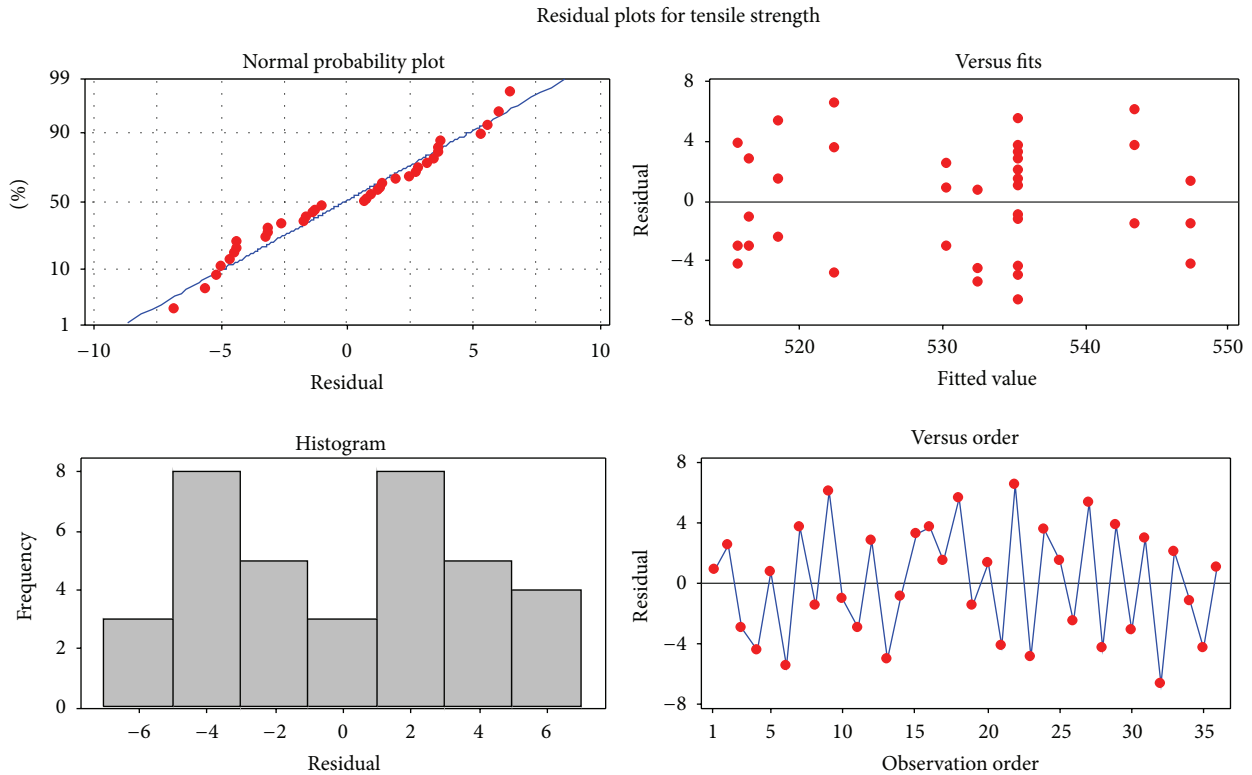 Residual plots for tensile strength
Normal probability plot
99
90
50
10
1
(%)
−10 −5 0 5 10
Residual
Versus fits
8
4
0
−4
−8
Residual
520 530 540 550
Fitted value
Histogram
8
6
4
2
0
Frequency
−6 −4 −2 0 2 4 6
Residual
Versus order
8
4
0
−4
−8
Residual
1 5 10 15 20 25 30 35
Observation order